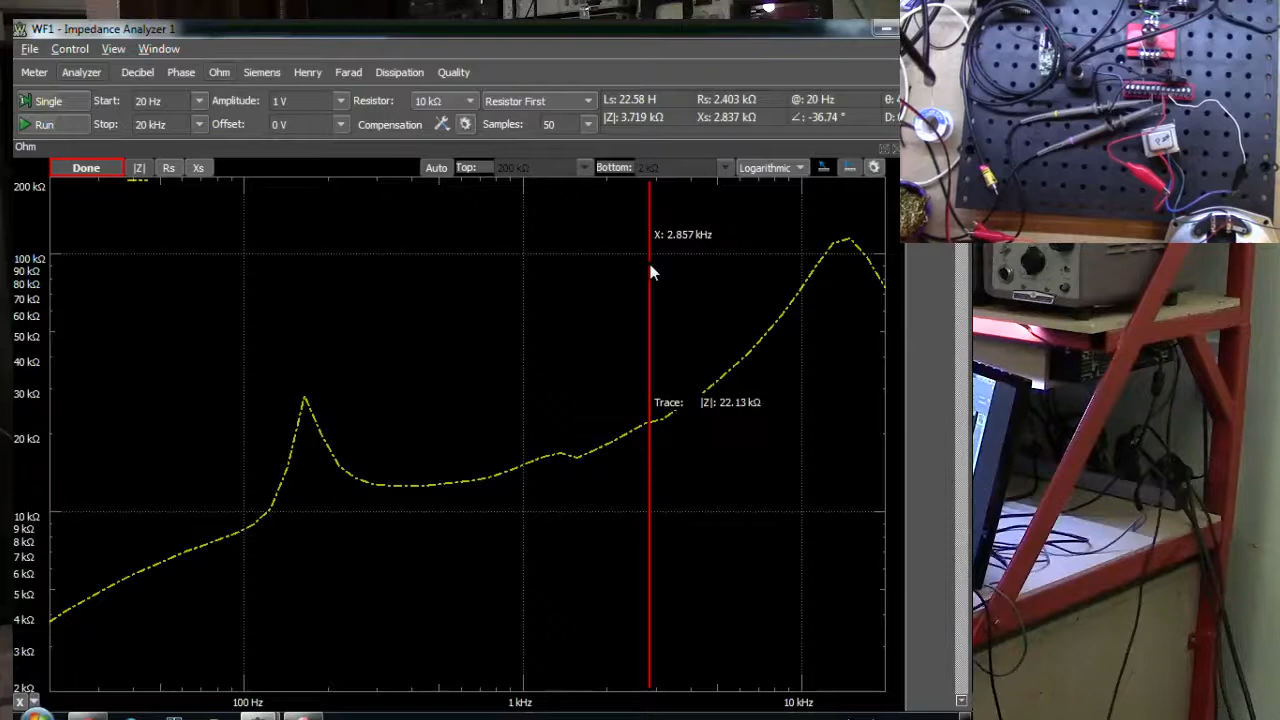 WF1 - Impedance Analyzer 1
File Control View Window
Meter Analyzer Decibel Phase Ohm Siemens Henry Farad Dissipation Quality
Single Start: 20 Hz Amplitude: 1 V Resistor: 10 kΩ Resistor First Ls: 22.58 H Rs: 2.403 kΩ @: 20 Hz θ:
Run Stop: 20 kHz Offset: 0 V Compensation Samples: 50 |Z|: 3.719 kΩ Xs: 2.837 kΩ ∠: -36.74 ° D:
Ohm
Done |Z| Rs Xs Auto Top: 200 kΩ Bottom: 2 kΩ Logarithmic
200 kΩ
X: 2.857 kHz
100 kΩ
90 kΩ
80 kΩ
70 kΩ
60 kΩ
50 kΩ
40 kΩ
30 kΩ
Trace: |Z|: 22.13 kΩ
20 kΩ
10 kΩ
9 kΩ
8 kΩ
7 kΩ
6 kΩ
5 kΩ
4 kΩ
3 kΩ
2 kΩ
X 100 Hz 1 kHz 10 kHz